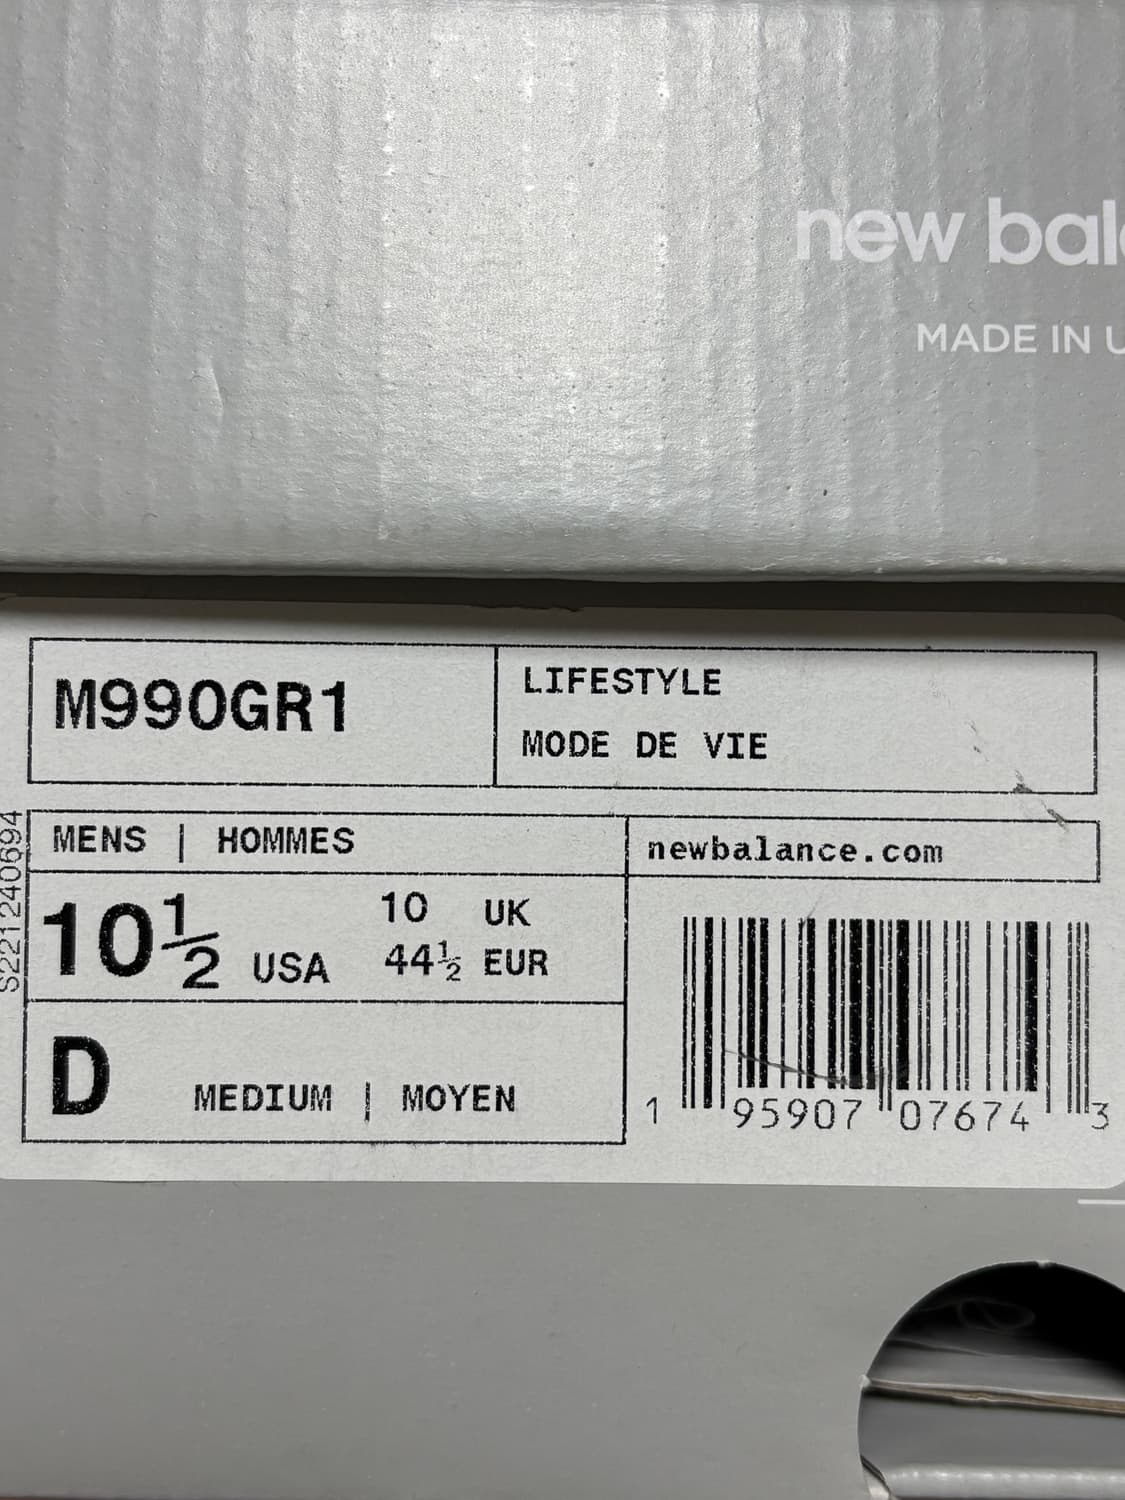 new bal
MADE IN U
M990GR1
LIFESTYLE
MODE DE VIE
MENS | HOMMES
newbalance.com
10½ USA
10 UK
44½ EUR
D MEDIUM | MOYEN
1 95907 07674 3
S221240694